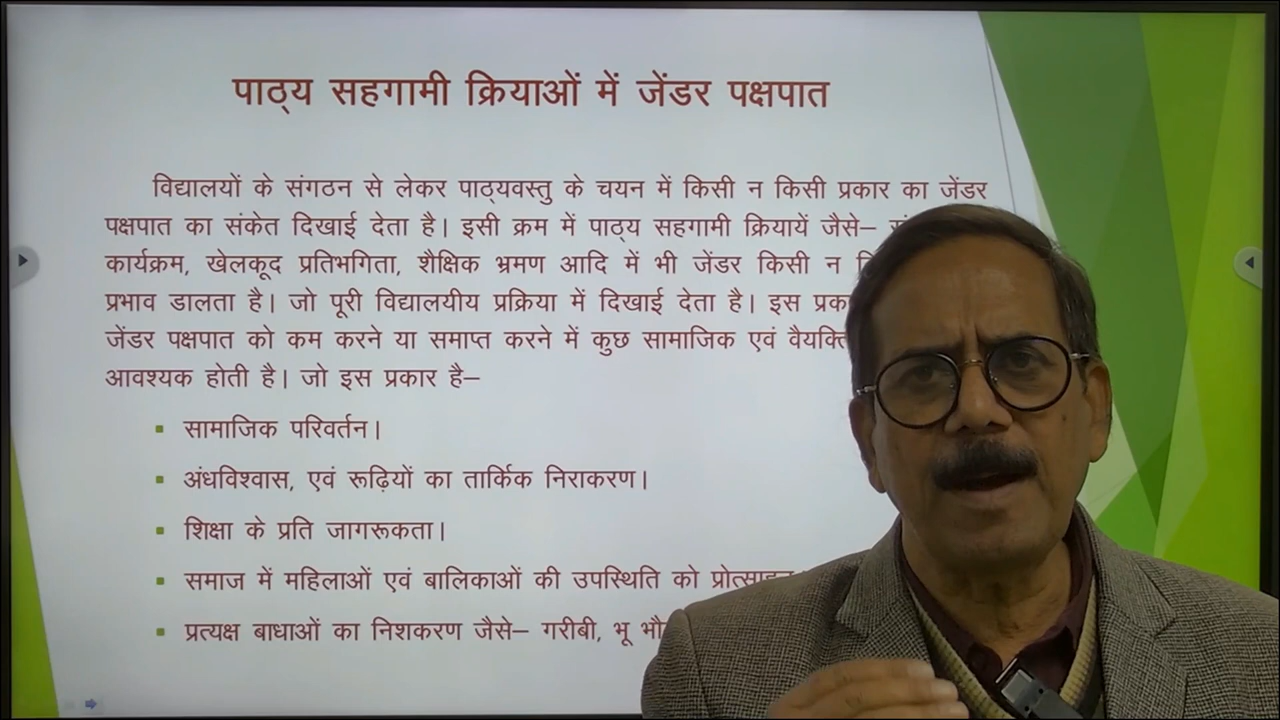 पाठ्य सहगामी क्रियाओं में जेंडर पक्षपात
विद्यालयों के संगठन से लेकर पाठ्यवस्तु के चयन में किसी न किसी प्रकार का जेंडर
पक्षपात का संकेत दिखाई देता है। इसी क्रम में पाठ्य सहगामी क्रियायें जैसे–
कार्यक्रम, खेलकूद प्रतिभगिता, शैक्षिक भ्रमण आदि में भी जेंडर किसी न
प्रभाव डालता है। जो पूरी विद्यालयीय प्रक्रिया में दिखाई देता है। इस
जेंडर पक्षपात को कम करने या समाप्त करने में कुछ सामाजिक एवं
आवश्यक होती है। जो इस प्रकार है–
▪ सामाजिक परिवर्तन।
▪ अंधविश्वास, एवं रूढ़ियों का तार्किक निराकरण।
▪ शिक्षा के प्रति जागरूकता।
▪ समाज में महिलाओं एवं बालिकाओं की उपस्थिति को प्रोत्साहन।
▪ प्रत्यक्ष बाधाओं का निशकरण जैसे– गरीबी, भू